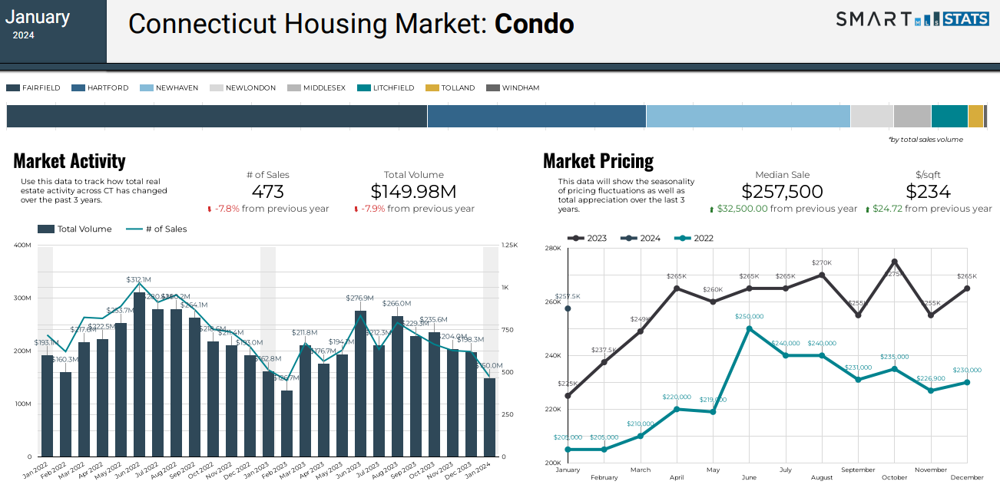 January
2024
Connecticut Housing Market: Condo
SMART MLS STATS
FAIRFIELD HARTFORD NEWHAVEN NEWLONDON MIDDLESEX LITCHFIELD TOLLAND WINDHAM
*by total sales volume
Market Activity
Use this data to track how total real
estate activity across CT has changed
over the past 3 years.
# of Sales
473
-7.8% from previous year
Total Volume
$149.98M
-7.9% from previous year
Total Volume # of Sales
400M
300M
200M
100M
0
1.25K
1K
750
500
250
0
$193.1M
$160.3M
$217.6M
$222.5M
$253.7M
$312.1M
$264.1M
$218.6M
$193.0M
$162.8M
$211.8M
$176.7M
$194.1M
$276.9M
$212.3M
$266.0M
$229.3M
$235.6M
$204.0M
$198.3M
$150.0M
Jan 2022
Feb 2022
Mar 2022
Apr 2022
May 2022
Jun 2022
Jul 2022
Aug 2022
Sep 2022
Oct 2022
Nov 2022
Dec 2022
Jan 2023
Feb 2023
Mar 2023
Apr 2023
May 2023
Jun 2023
Jul 2023
Aug 2023
Sep 2023
Oct 2023
Nov 2023
Dec 2023
Jan 2024
Market Pricing
This data will show the seasonality
of pricing fluctuations as well as
total appreciation over the last 3
years.
Median Sale
$257,500
$32,500.00 from previous year
$/sqft
$234
$24.72 from previous year
2023 2024 2022
280K
260K
240K
220K
200K
$257.5K
$225K
$237.5K
$249K
$265K
$260K
$265K
$265K
$270K
$255K
$275K
$255K
$265K
$205,000
$205,000
$210,000
$220,000
$219,000
$250,000
$240,000
$240,000
$231,000
$235,000
$226,900
$230,000
January
February
March
April
May
June
July
August
September
October
November
December